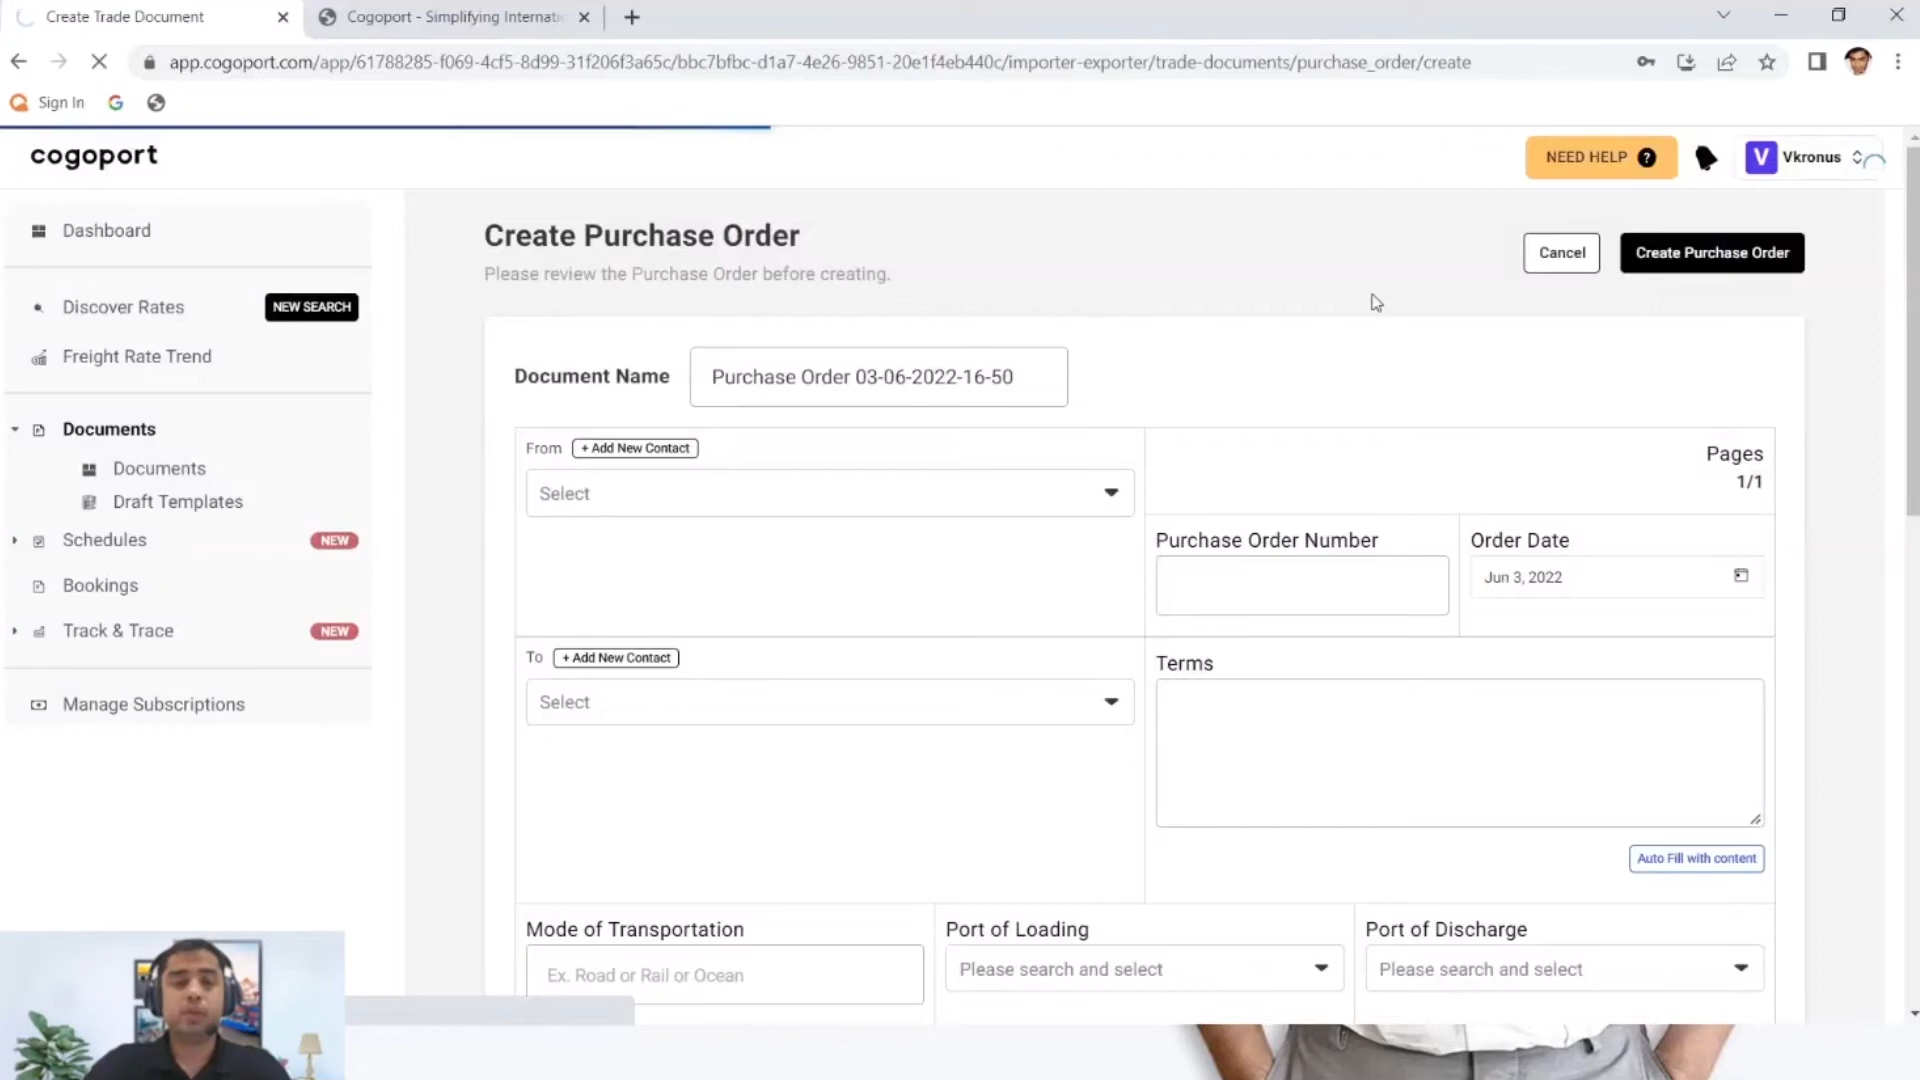 Create Trade Document
Cogoport - Simplifying Internati
app.cogoport.com/app/61788285-f069-4cf5-8d99-31f206f3a65c/bbc7bfbc-d1a7-4e26-9851-20e1f4eb440c/importer-exporter/trade-documents/purchase_order/create
Sign In
cogoport
NEED HELP ?
V Vkronus
Dashboard
Discover Rates NEW SEARCH
Freight Rate Trend
Documents
Documents
Draft Templates
Schedules NEW
Bookings
Track & Trace NEW
Manage Subscriptions
Create Purchase Order
Please review the Purchase Order before creating.
Cancel
Create Purchase Order
Document Name Purchase Order 03-06-2022-16-50
From + Add New Contact
Select
Pages
1/1
Purchase Order Number
Order Date
Jun 3, 2022
To + Add New Contact
Select
Terms
Auto Fill with content
Mode of Transportation
Ex. Road or Rail or Ocean
Port of Loading
Please search and select
Port of Discharge
Please search and select